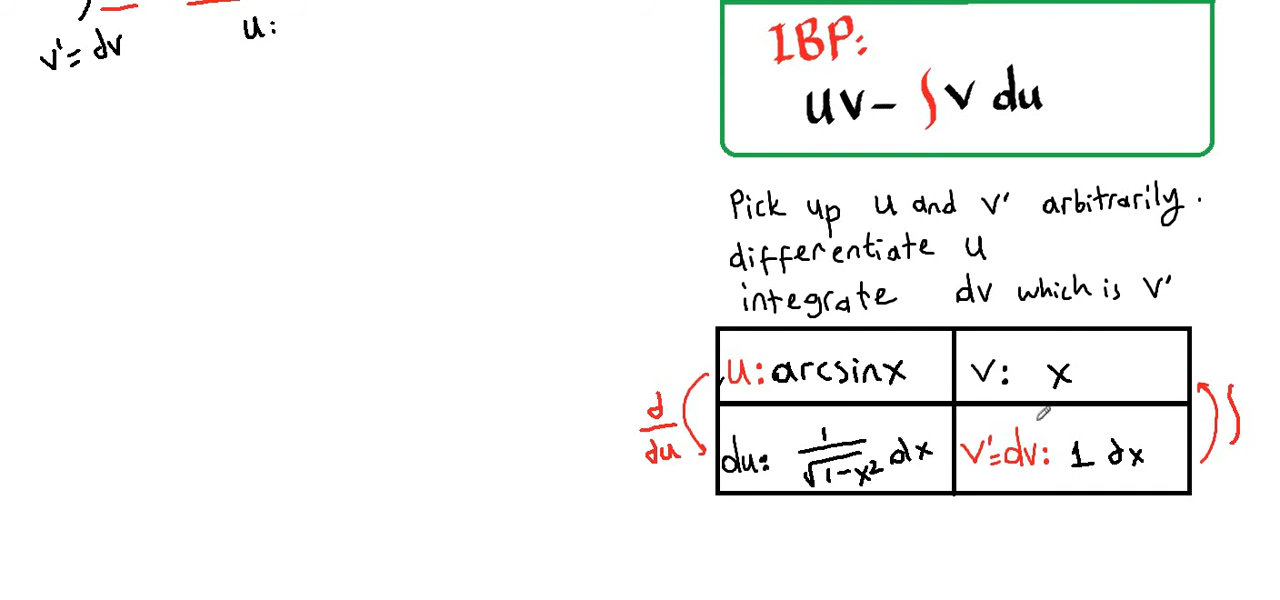 v'= dv
u:
IBP:
uv- ∫v du
Pick up u and v' arbitrarily.
differentiate u
integrate dv which is v'
u: arcsinx
v: x
d/du
∫
du: 1/√1-x² dx
v'=dv: 1 dx